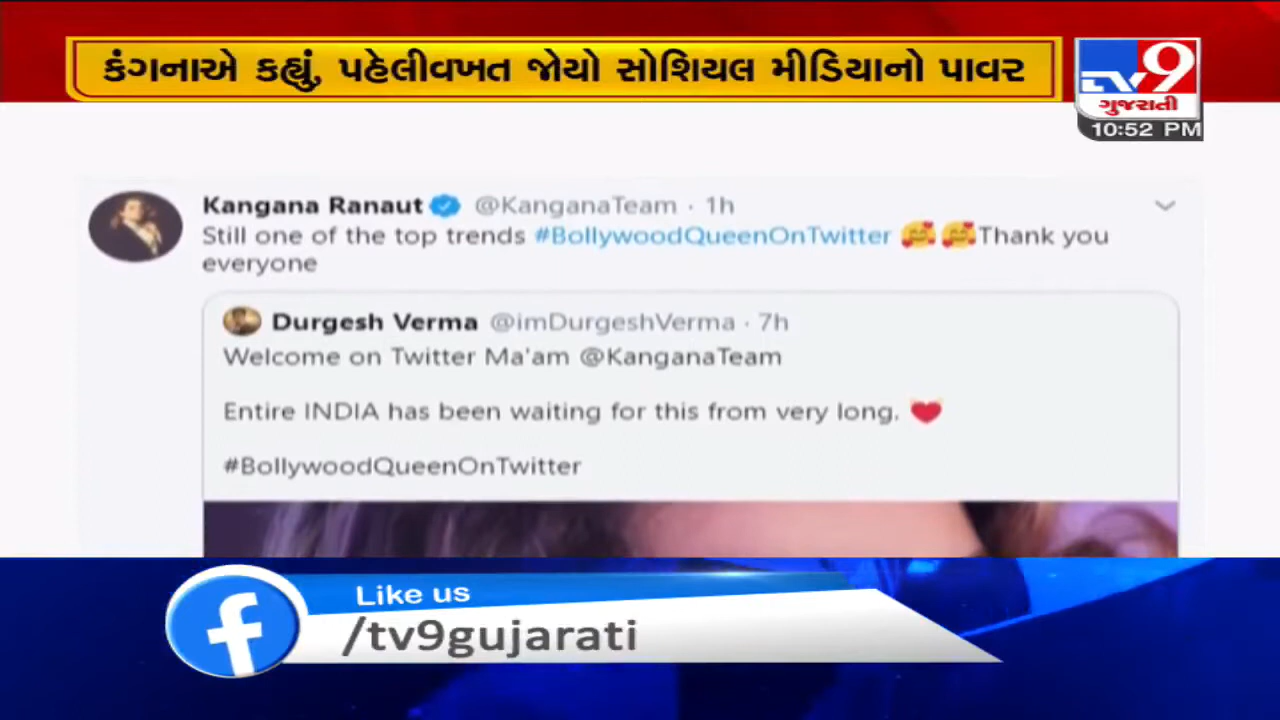 કંગનાએ કહ્યું, પહેલીવખત જોયો સોશિયલ મીડિયાનો પાવર
TV9
ગુજરાતી
10:52 PM
Kangana Ranaut @KanganaTeam · 1h
Still one of the top trends #BollywoodQueenOnTwitter 🥰 🥰Thank you
everyone
Durgesh Verma @imDurgeshVerma · 7h
Welcome on Twitter Ma'am @KanganaTeam
Entire INDIA has been waiting for this from very long. ❤️
#BollywoodQueenOnTwitter
Like us
/tv9gujarati